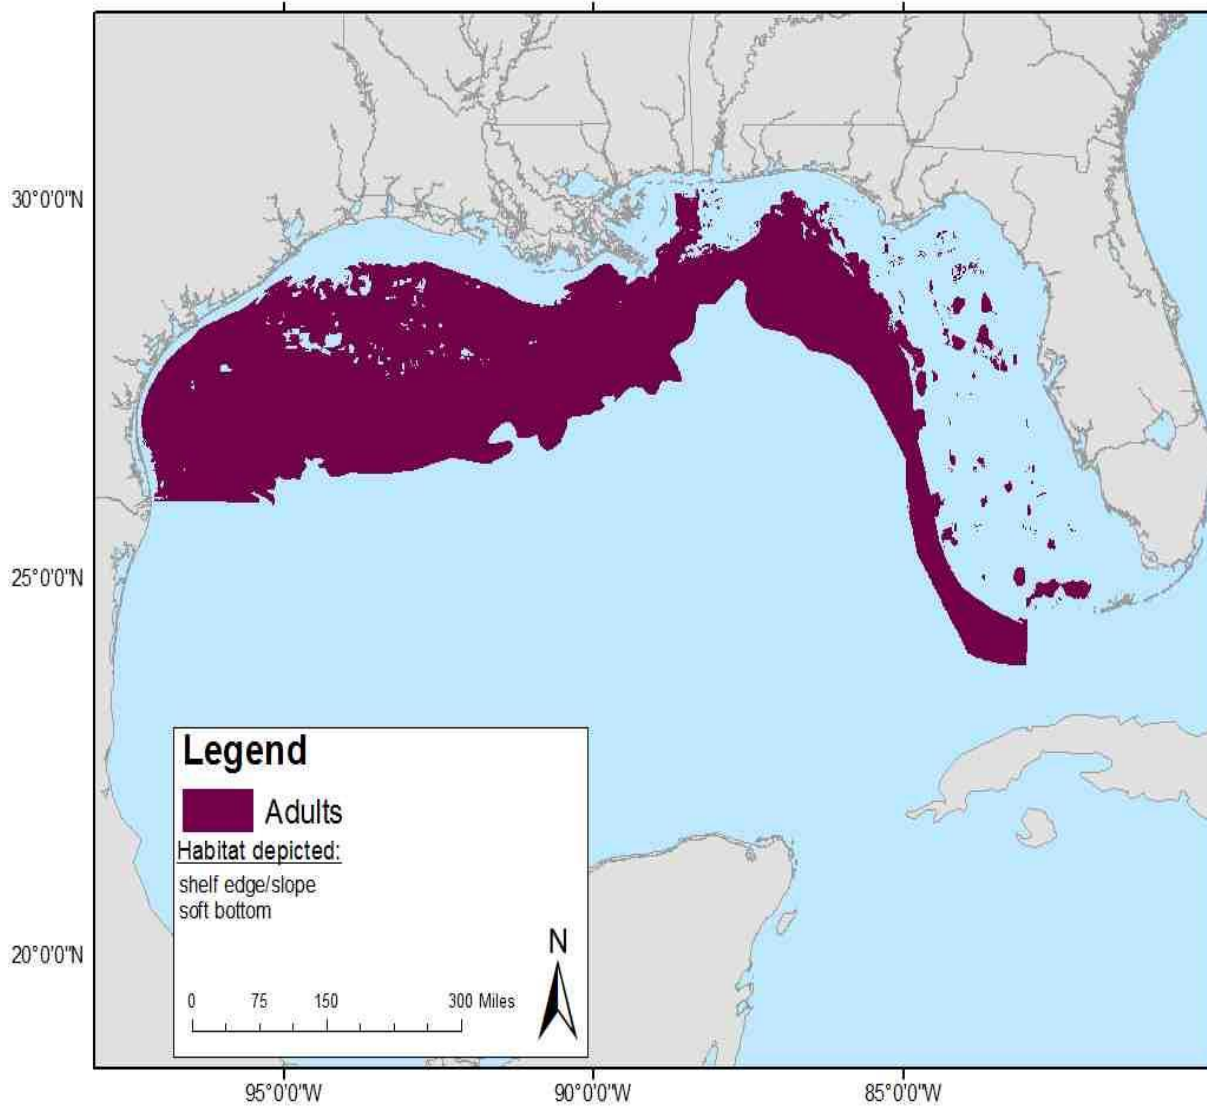 30°0'0"N
25°0'0"N
20°0'0"N
Legend
Adults
Habitat depicted:
shelf edge/slope
soft bottom
N
0 75 150 300 Miles
95°0'0"W 90°0'0"W 85°0'0"W